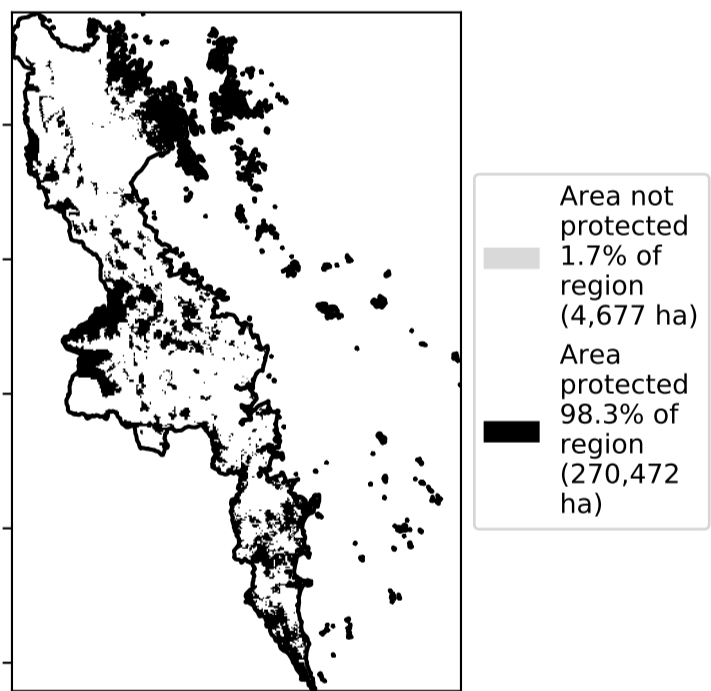 Area not
protected
1.7% of
region
(4,677 ha)
Area
protected
98.3% of
region
(270,472
ha)